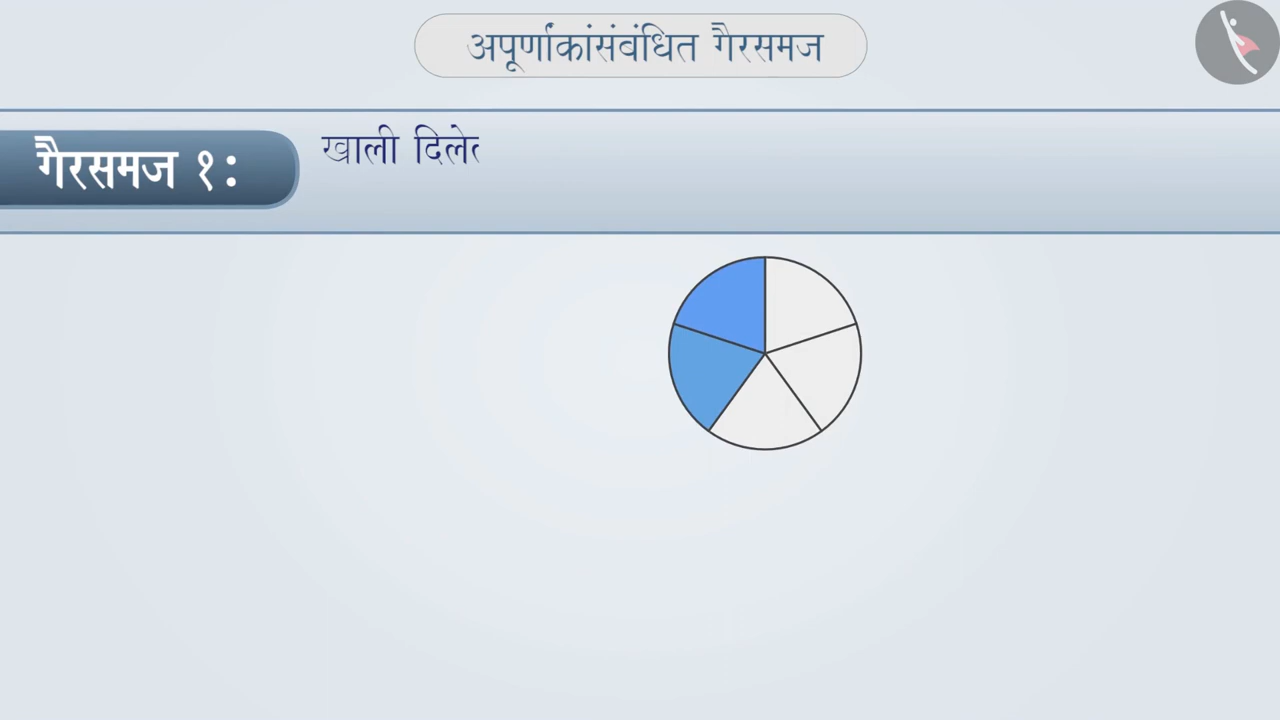 अपूर्णांकांसंबंधित गैरसमज
गैरसमज १:
खाली